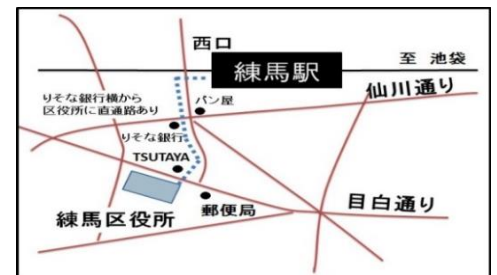 西口
至 池袋
練馬駅
仙川通り
パン屋
りそな銀行横から
区役所に直通路あり
りそな銀行
TSUTAYA
目白通り
郵便局
練馬区役所